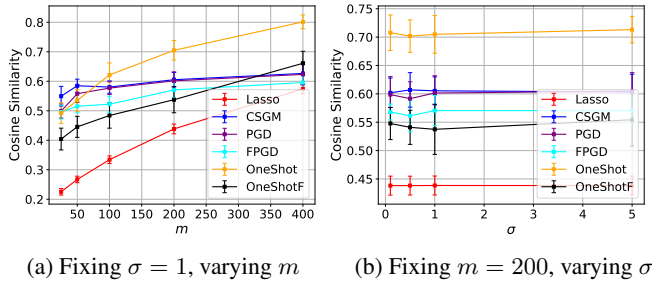 Cosine Similarity
0.8
0.7
0.6
0.5
0.4
0.3
0.2
50 100 150 200 250 300 350 400
m
Lasso
CSGM
PGD
FPGD
OneShot
OneShotF
Cosine Similarity
0.75
0.70
0.65
0.60
0.55
0.50
0.45
0 1 2 3 4 5
σ
Lasso
CSGM
PGD
FPGD
OneShot
OneShotF
(a) Fixing σ = 1, varying m
(b) Fixing m = 200, varying σ